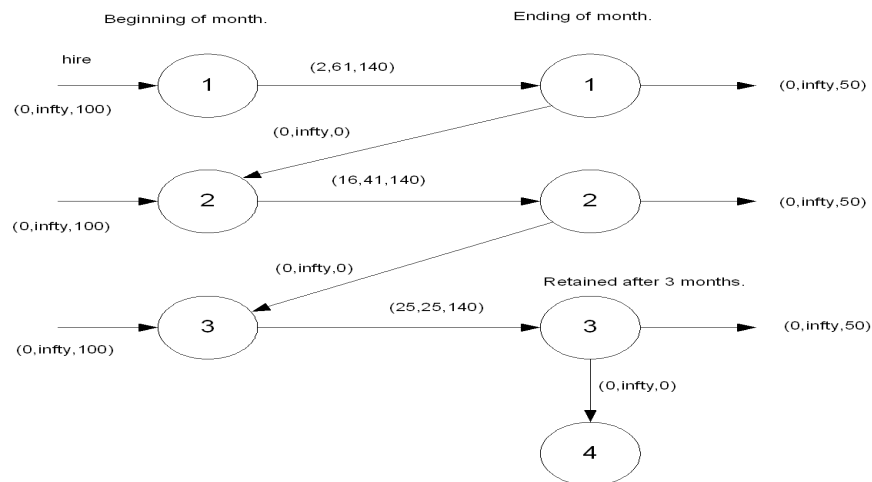 Beginning of month.
Ending of month.
hire
(0,infty,100)
1
(2,61,140)
1
(0,infty,50)
(0,infty,0)
(0,infty,100)
2
(16,41,140)
2
(0,infty,50)
(0,infty,0)
Retained after 3 months.
(0,infty,100)
3
(25,25,140)
3
(0,infty,50)
(0,infty,0)
4